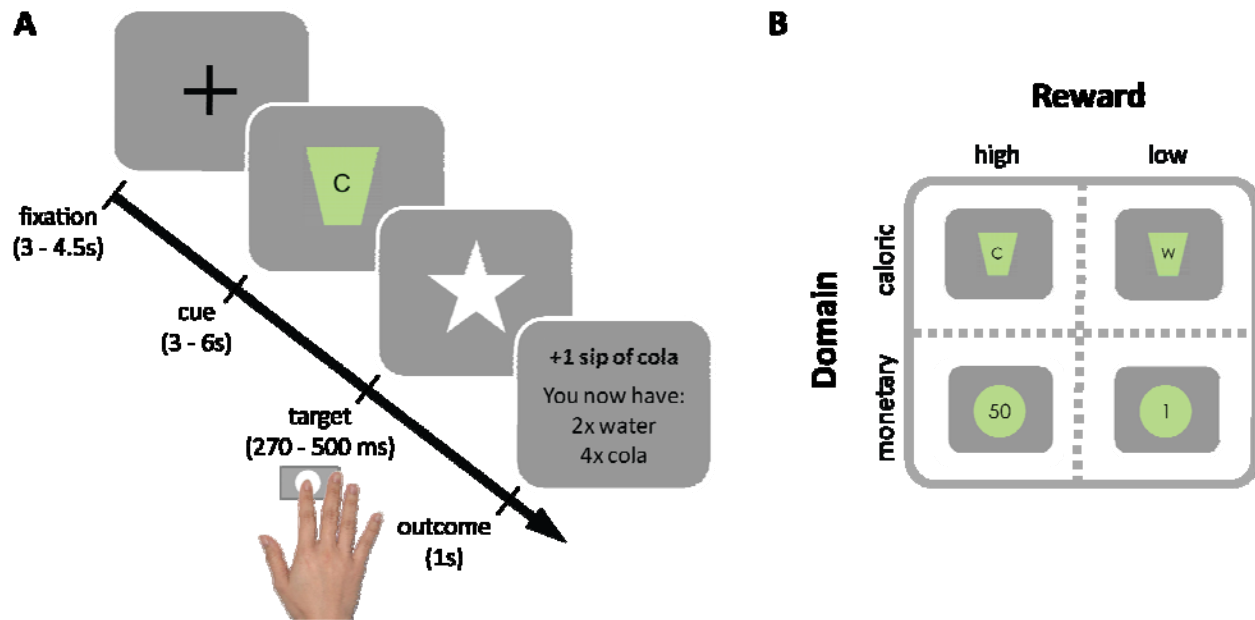 A
C
fixation
(3 - 4.5s)
cue
(3 - 6s)
target
(270 - 500 ms)
outcome
(1s)
+1 sip of cola
You now have:
2x water
4x cola
B
Reward
high low
Domain
caloric
C W
monetary
50 1